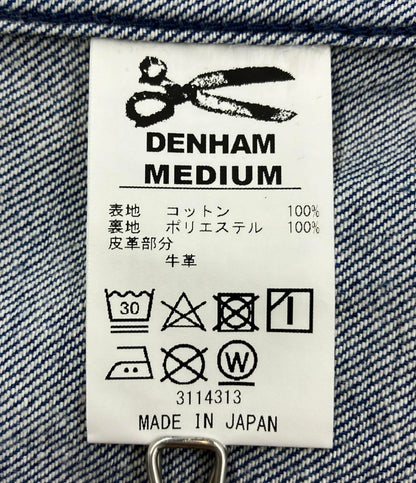 DENHAM
MEDIUM
表地 コットン 100%
裏地 ポリエステル 100%
皮革部分
牛革
30
W
3114313
MADE IN JAPAN